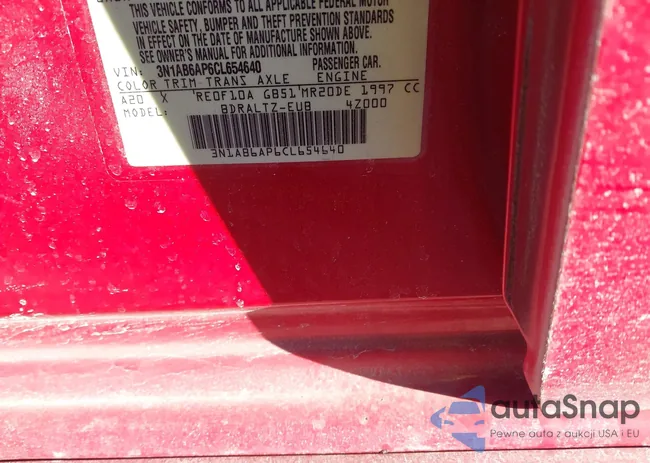 THIS VEHICLE CONFORMS TO ALL APPLICABLE FEDERAL MOTOR
VEHICLE SAFETY, BUMPER AND THEFT PREVENTION STANDARDS
IN EFFECT ON THE DATE OF MANUFACTURE SHOWN ABOVE.
SEE OWNER'S MANUAL FOR ADDITIONAL INFORMATION.
VIN: 3N1AB6AP6CL654640 PASSENGER CAR.
COLOR TRIM TRANS AXLE ENGINE
A20 X RE0F10A GB51 MR20DE 1997 CC
MODEL: BDRALTZ-EUB 4Z000
3N1AB6AP6CL654640
autaSnap
Pewne auta z aukcji USA i EU